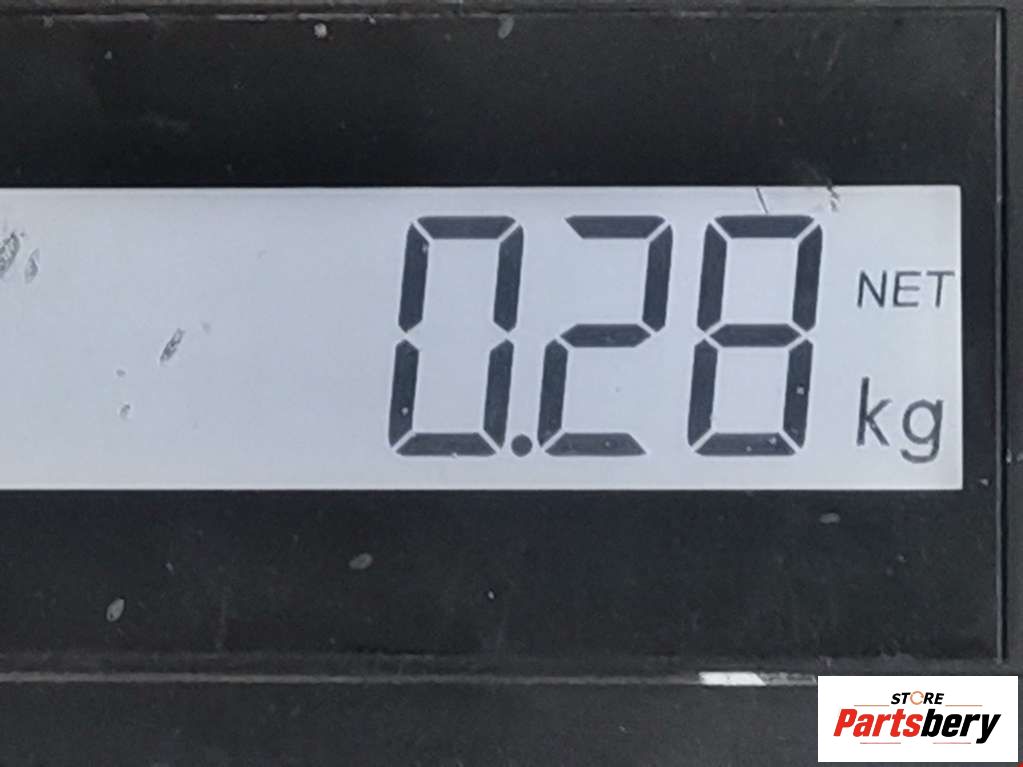 0.28 NET
kg
STORE
Partsbery